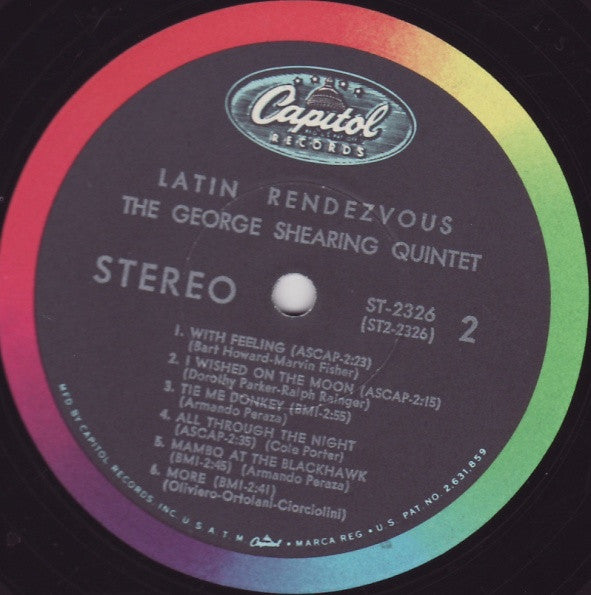 Capitol
RECORDS
LATIN RENDEZVOUS
THE GEORGE SHEARING QUINTET
STEREO
ST-2326
(ST2-2326)
2
1. WITH FEELING (ASCAP-2:23)
(Bart Howard-Marvin Fisher)
2. I WISHED ON THE MOON (ASCAP-2:15)
(Dorothy Parker-Ralph Rainger)
3. TIE ME DONKEY (BMI-2:55)
(Armando Peraza)
4. ALL THROUGH THE NIGHT
(ASCAP-2:35) (Cole Porter)
5. MAMBO AT THE BLACKHAWK
(BMI-2:45) (Armando Peraza)
6. MORE (BMI-2:41)
(Oliviero-Ortolani-Ciorciolini)
MFD. BY CAPITOL RECORDS, INC. U.S.A. T.M. Capitol • MARCA REG. • U.S. PAT. NO. 2,631,859